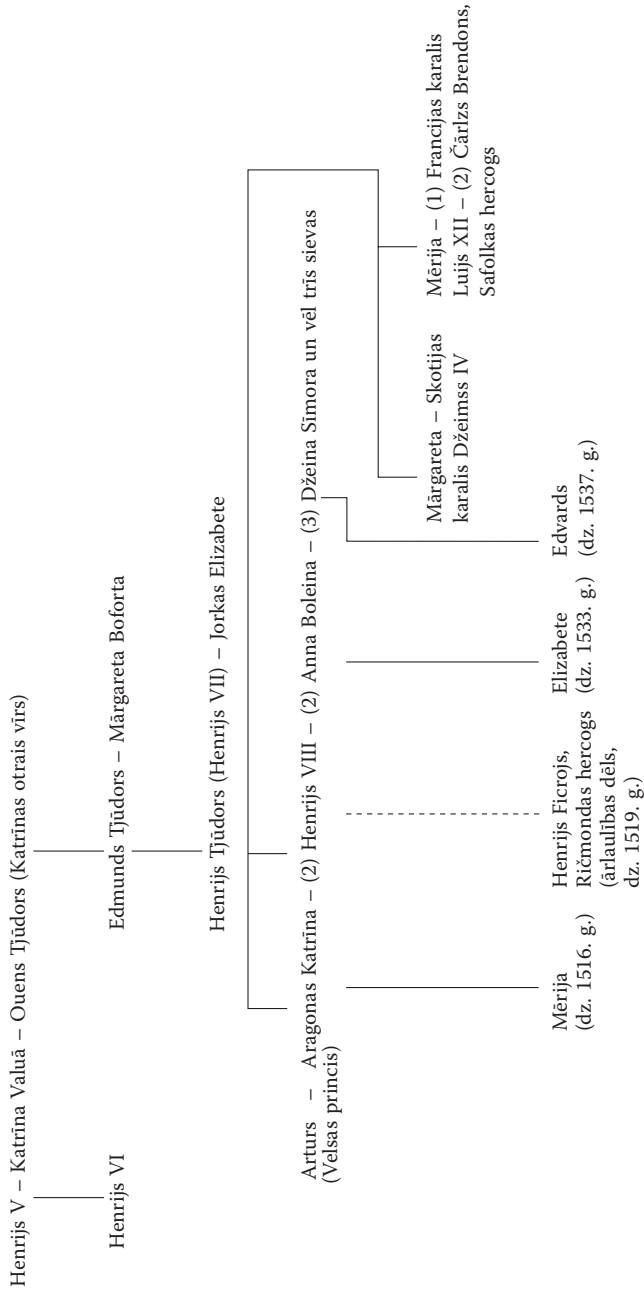 Henrijs V – Katrīna Valuā – Ouens Tjūdors (Katrīnas otrais vīrs)
Henrijs VI
Edmunds Tjūdors – Mārgareta Boforta
Henrijs Tjūdors (Henrijs VII) – Jorkas Elizabete
Arturs – Aragonas Katrīna – (2) Henrijs VIII – (2) Anna Boleina – (3) Džeina Sīmora un vēl trīs sievas
(Velsas princis)
Mārgareta – Skotijas
karalis Džeimss IV
Mērija – (1) Francijas karalis
Luijs XII – (2) Čārlzs Brendons,
Safolkas hercogs
Mērija
(dz. 1516. g.)
Henrijs Ficrojs,
Ričmondas hercogs
(ārlaulības dēls,
dz. 1519. g.)
Elizabete
(dz. 1533. g.)
Edvards
(dz. 1537. g.)